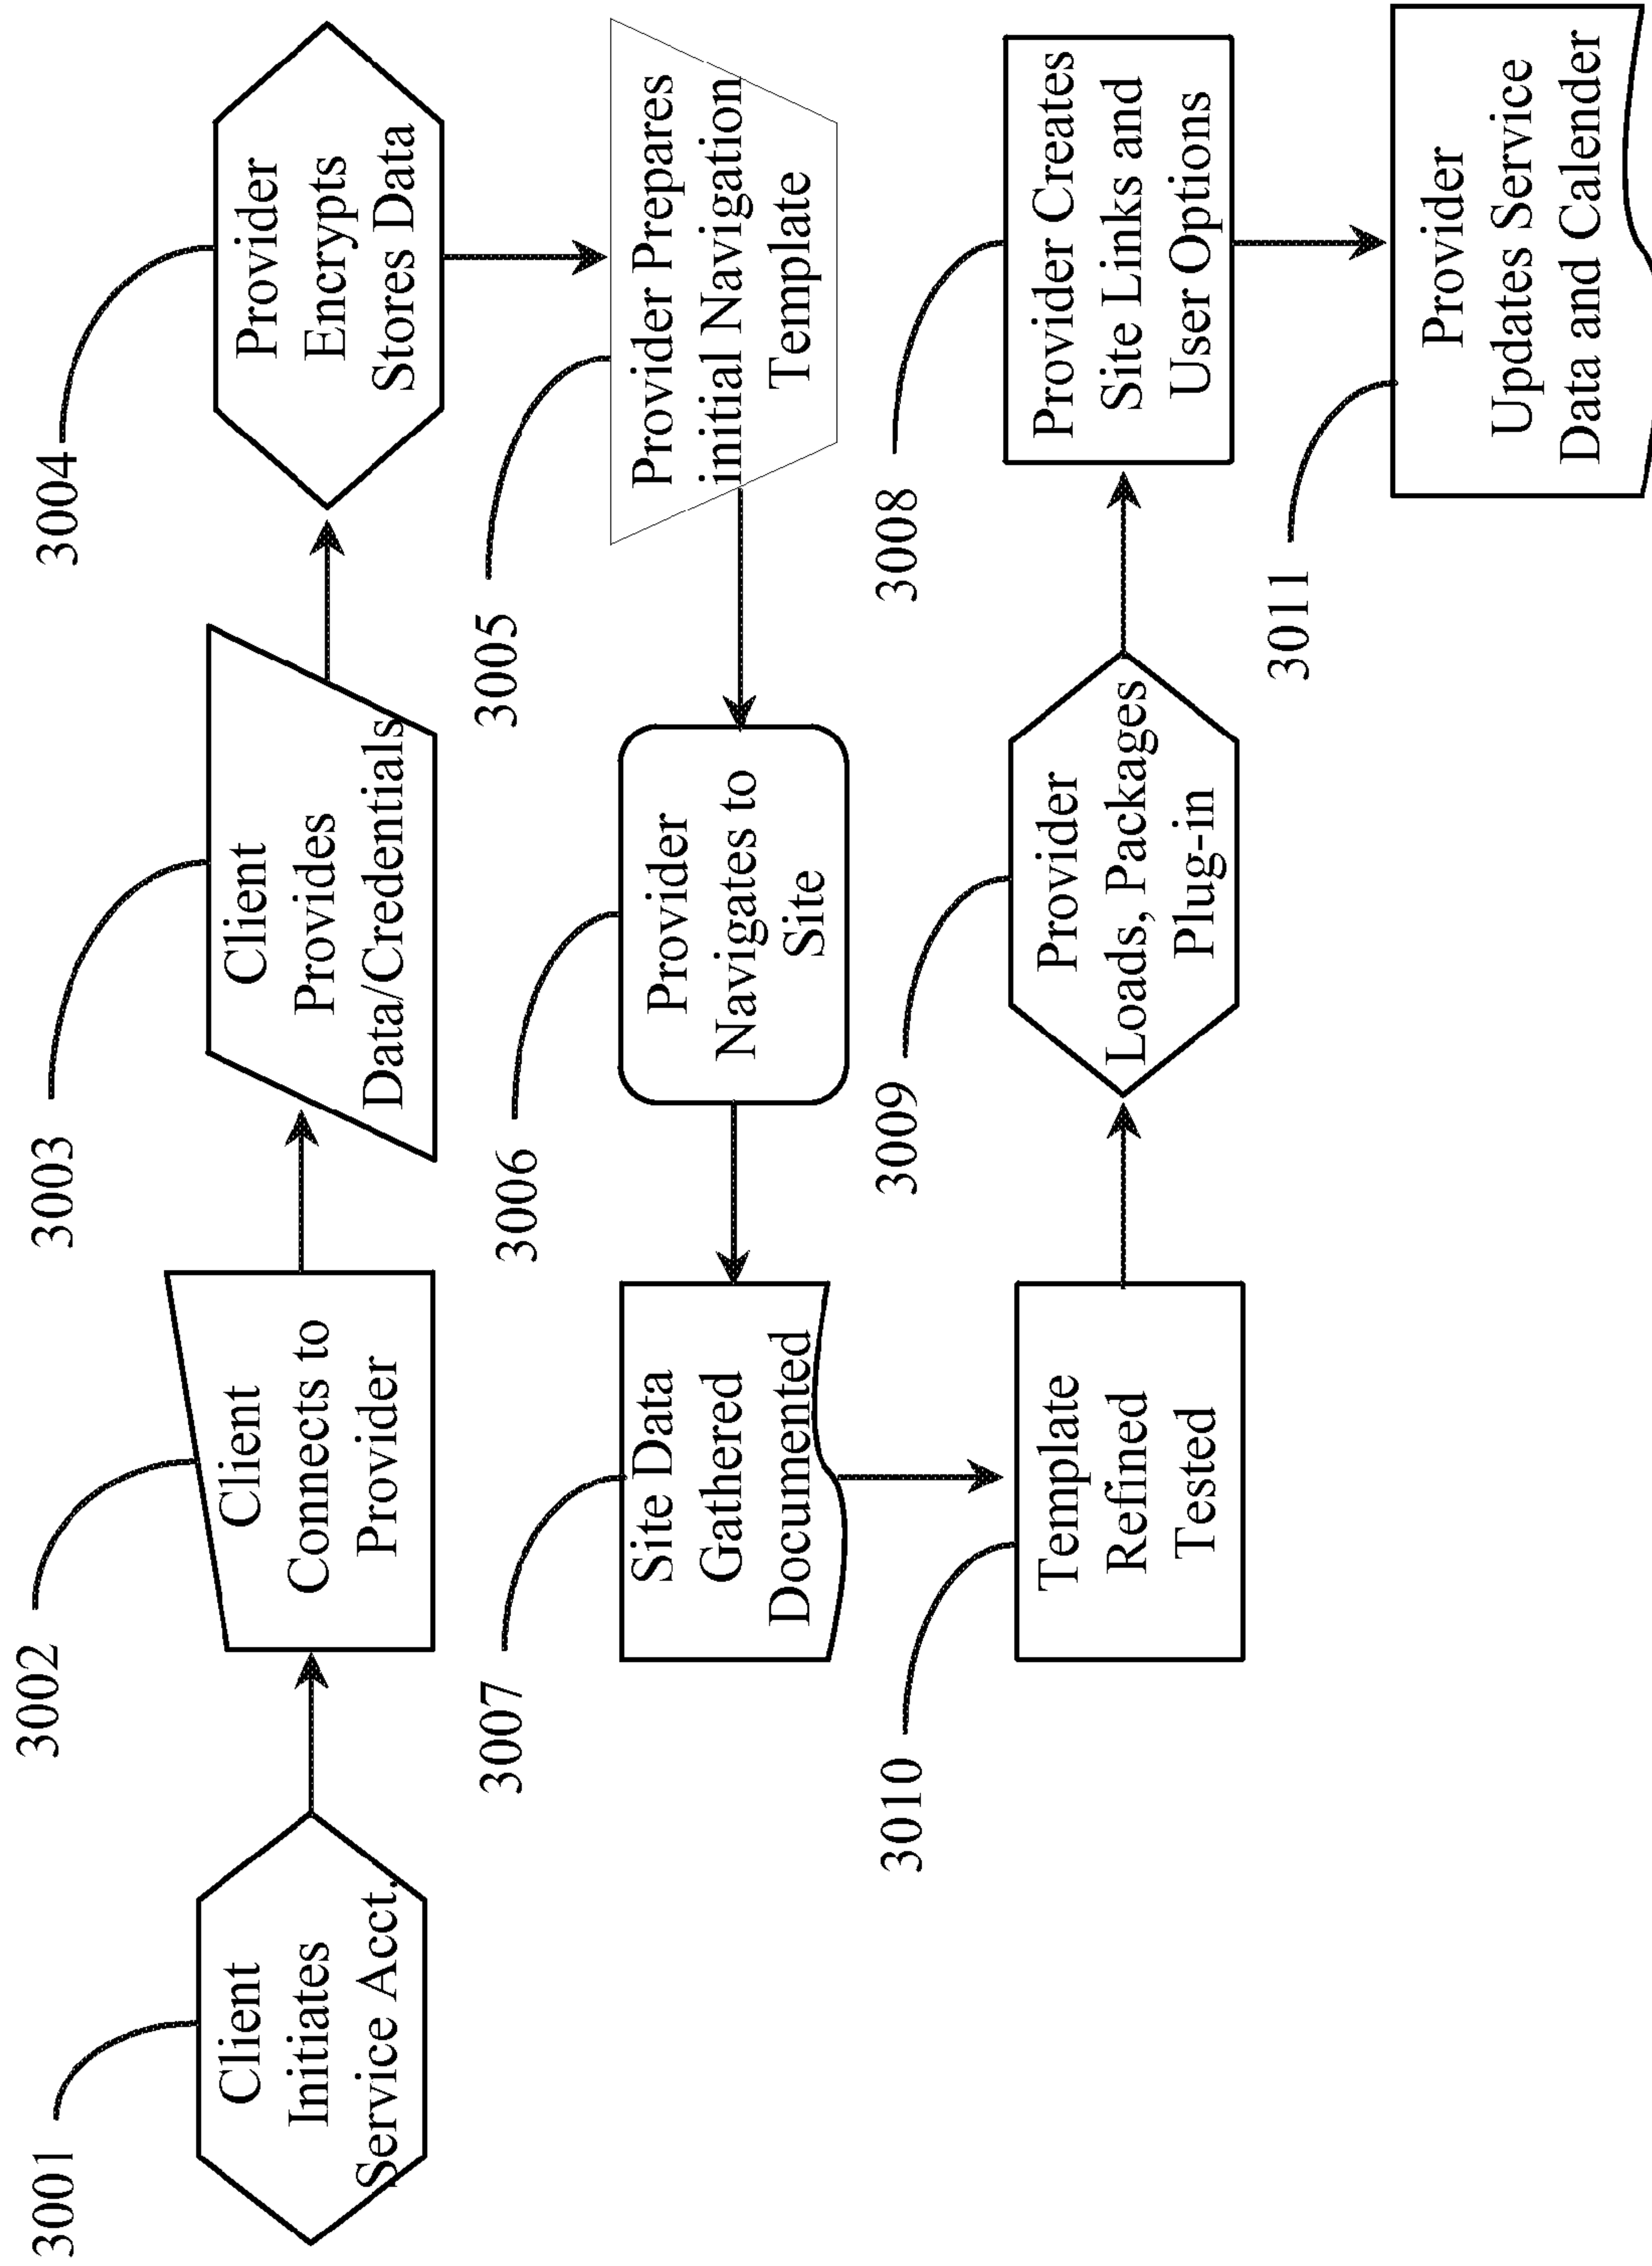 3001
Client
Initiates
Service Acct.
3002
Client
Connects to
Provider
3003
Client
Provides
Data/Credentials
3004
Provider
Encrypts
Stores Data
3005
Provider Prepares
initial Navigation
Template
3006
Provider
Navigates to
Site
3007
Site Data
Gathered
Documented
3010
Template
Refined
Tested
3009
Provider
Loads, Packages
Plug-in
3008
Provider Creates
Site Links and
User Options
3011
Provider
Updates Service
Data and Calender